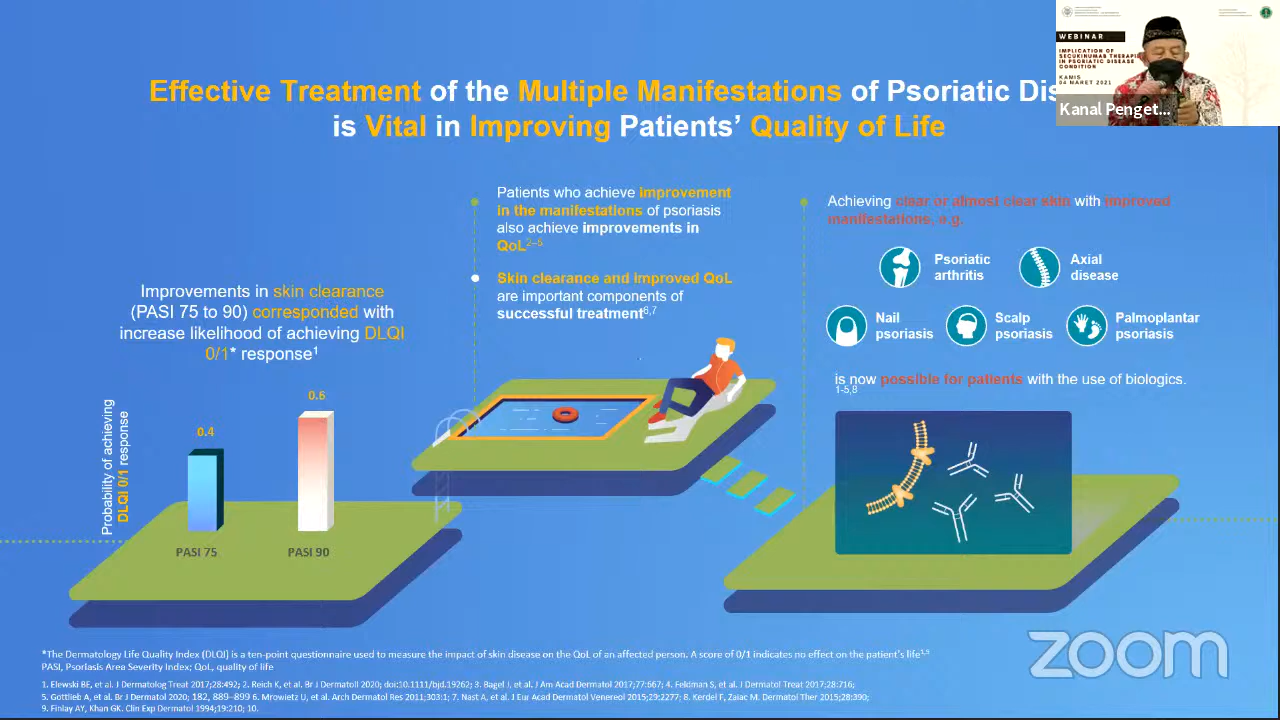 Effective Treatment of the Multiple Manifestations of Psoriatic Dis
is Vital in Improving Patients' Quality of Life
WEBINAR
IMPLICATION OF
SECUKINUMAB THERAPI
IN PSORIATIC DISEASE
CONDITION
KAMIS
04 MARET 2021
Kanal Penget...
Improvements in skin clearance
(PASI 75 to 90) corresponded with
increase likelihood of achieving DLQI
0/1* response1
Probability of achieving
DLQI 0/1 response
0.4
0.6
PASI 75
PASI 90
Patients who achieve improvement
in the manifestations of psoriasis
also achieve improvements in
QoL2–5
Skin clearance and improved QoL
are important components of
successful treatment6,7
Achieving clear or almost clear skin with improved
manifestations, e.g.
Psoriatic
arthritis
Axial
disease
Nail
psoriasis
Scalp
psoriasis
Palmoplantar
psoriasis
is now possible for patients with the use of biologics.
1-5,8
zoom
*The Dermatology Life Quality Index (DLQI) is a ten-point questionnaire used to measure the impact of skin disease on the QoL of an affected person. A score of 0/1 indicates no effect on the patient's life1,9
PASI, Psoriasis Area Severity Index; QoL, quality of life
1. Elewski BE, et al. J Dermatolog Treat 2017;28:492; 2. Reich K, et al. Br J Dermatoll 2020; doi:10.1111/bjd.19262; 3. Bagel J, et al. J Am Acad Dermatol 2017;77:667; 4. Feldman S, et al. J Dermatol Treat 2017:28:716;
5. Gottlieb A, et al. Br J Dermatol 2020; 182, 889–899 6. Mrowietz U, et al. Arch Dermatol Res 2011;303:1; 7. Nast A, et al. J Eur Acad Dermatol Venereol 2015;29:2277; 8. Kerdel F, Zaiac M. Dermatol Ther 2015;28:390;
9. Finlay AY, Khan GK. Clin Exp Dermatol 1994;19:210; 10.